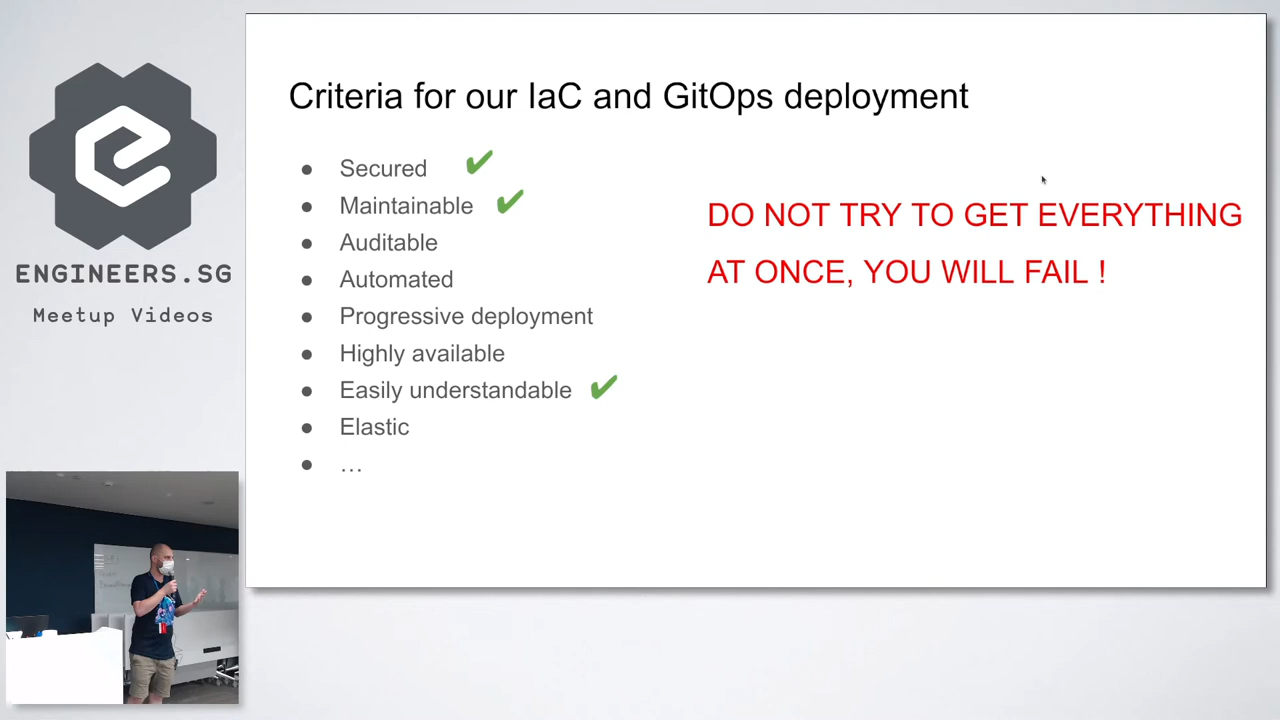 Criteria for our IaC and GitOps deployment
● Secured ✔
● Maintainable ✔
● Auditable
● Automated
● Progressive deployment
● Highly available
● Easily understandable ✔
● Elastic
● …
DO NOT TRY TO GET EVERYTHING
AT ONCE, YOU WILL FAIL !
ENGINEERS.SG
Meetup Videos